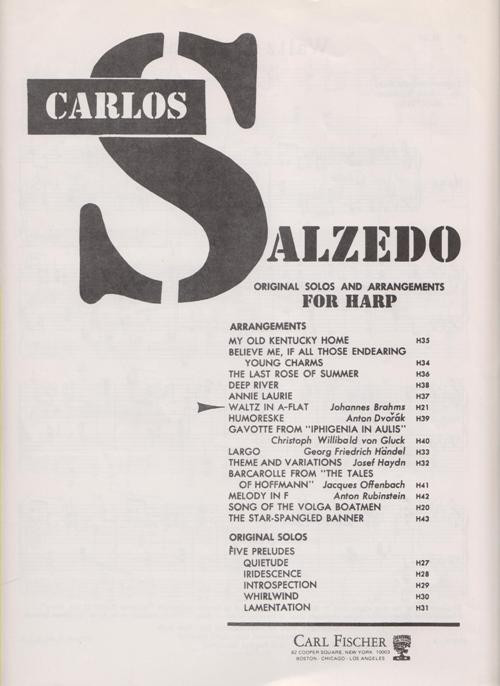 CARLOS
SALZEDO
ORIGINAL SOLOS AND ARRANGEMENTS
FOR HARP
ARRANGEMENTS
MY OLD KENTUCKY HOME H35
BELIEVE ME, IF ALL THOSE ENDEARING
YOUNG CHARMS H34
THE LAST ROSE OF SUMMER H36
DEEP RIVER H38
ANNIE LAURIE H37
WALTZ IN A-FLAT Johannes Brahms H21
HUMORESKE Anton Dvořák H39
GAVOTTE FROM "IPHIGENIA IN AULIS"
Christoph Willibald von Gluck H40
LARGO Georg Friedrich Händel H33
THEME AND VARIATIONS Josef Haydn H32
BARCAROLLE FROM "THE TALES
OF HOFFMANN" Jacques Offenbach H41
MELODY IN F Anton Rubinstein H42
SONG OF THE VOLGA BOATMEN H20
THE STAR-SPANGLED BANNER H43
ORIGINAL SOLOS
FIVE PRELUDES
QUIETUDE H27
IRIDESCENCE H28
INTROSPECTION H29
WHIRLWIND H30
LAMENTATION H31
CARL FISCHER
62 COOPER SQUARE, NEW YORK 10003
BOSTON · CHICAGO · LOS ANGELES